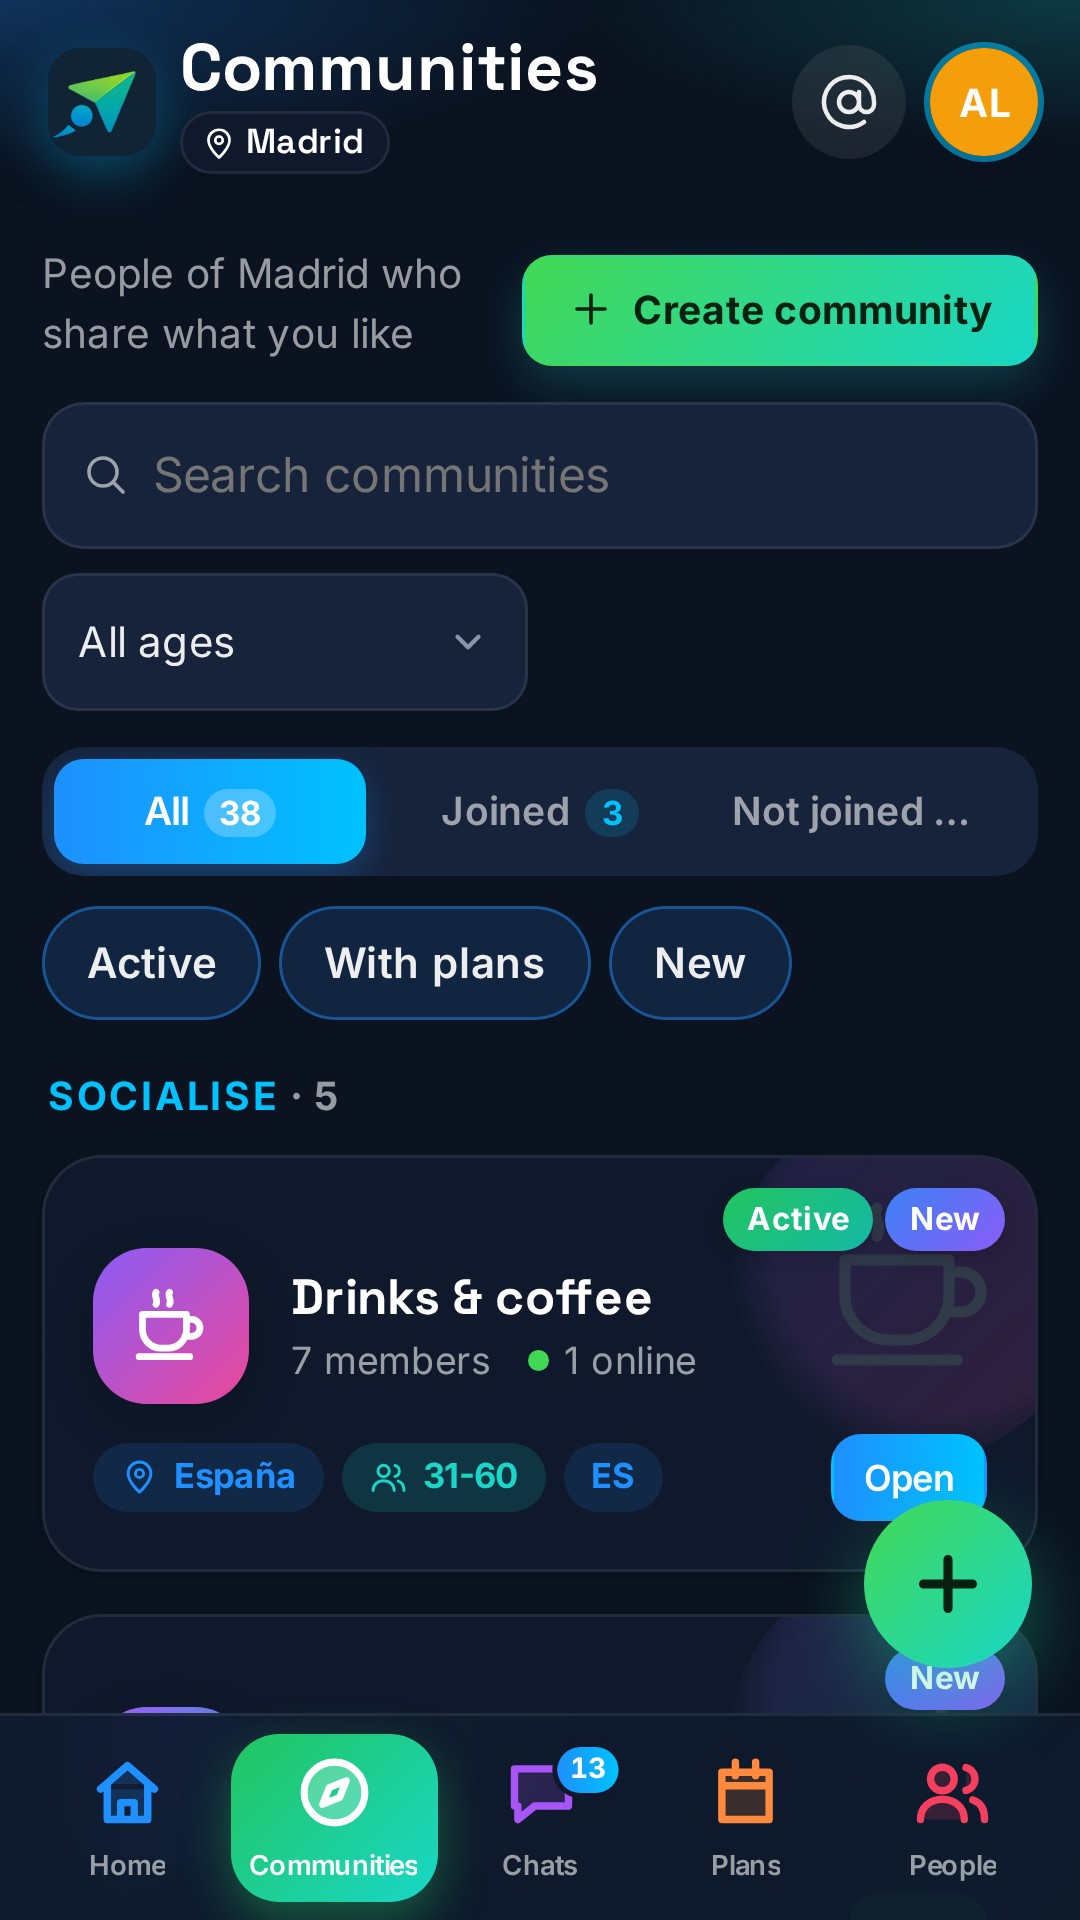 Communities
Madrid
AL
People of Madrid who
share what you like
+ Create community
Search communities
All ages
All 38
Joined 3
Not joined ...
Active
With plans
New
SOCIALISE · 5
Active
New
Drinks & coffee
7 members
1 online
España
31-60
ES
Open
New
13
Home
Communities
Chats
Plans
People